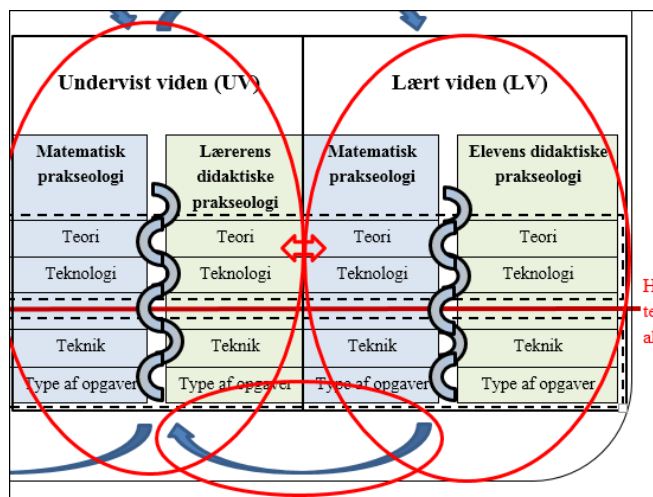 Undervist viden (UV)
Lært viden (LV)
Matematisk
prakseologi
Lærerens
didaktiske
prakseologi
Matematisk
prakseologi
Elevens didaktiske
prakseologi
Teori
Teori
Teori
Teori
Teknologi
Teknologi
Teknologi
Teknologi
Teknik
Teknik
Teknik
Teknik
Type af opgaver
Type af opgaver
Type af opgaver
Type af opgaver